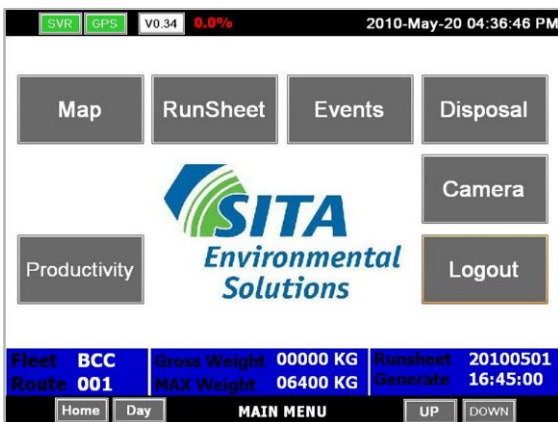 SVR GPS V0.34 0.0% 2010-May-20 04:36:46 PM
Map RunSheet Events Disposal
Camera
SITA
Environmental
Solutions
Productivity Logout
Fleet BCC Gross Weight 00000 KG Runsheet 20100501
Route 001 MAX Weight 06400 KG Generate 16:45:00
Home Day MAIN MENU UP DOWN